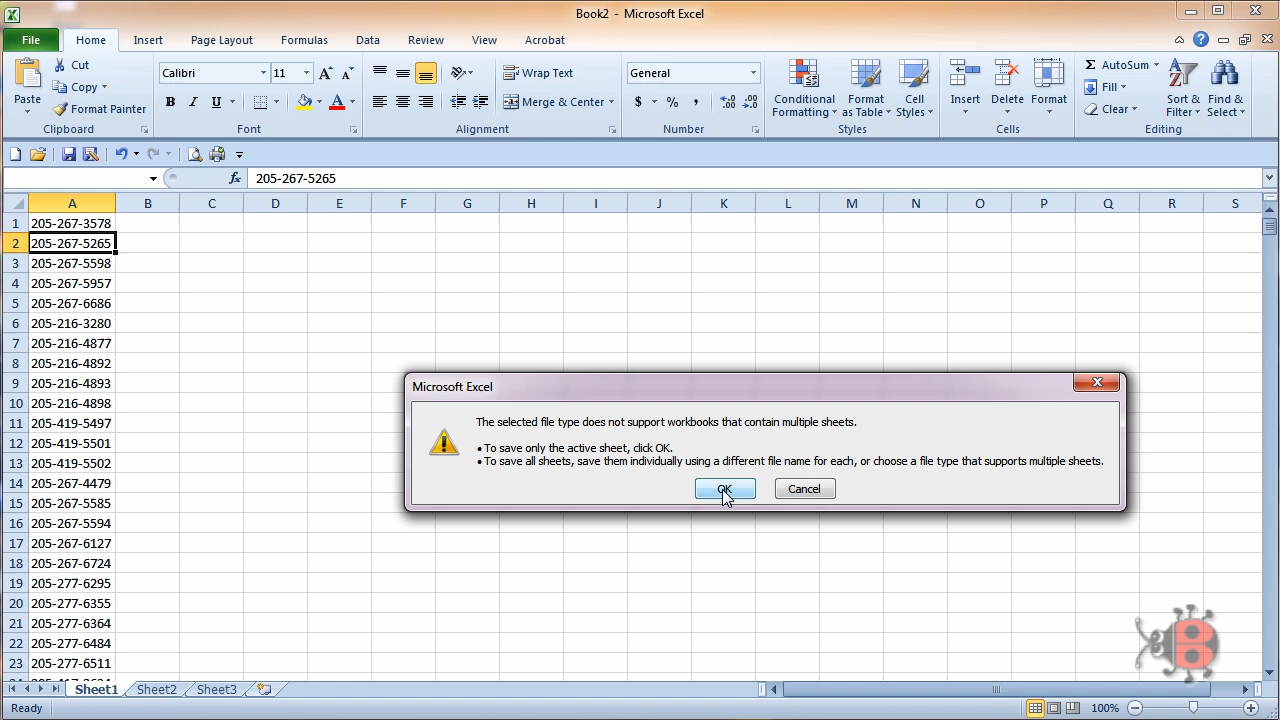 Book2 - Microsoft Excel
File Home Insert Page Layout Formulas Data Review View Acrobat
Paste
Cut
Copy
Format Painter
Clipboard
Calibri 11
B I U
Font
Wrap Text
Merge & Center
Alignment
General
$ % ,
Number
Conditional Formatting
Format as Table
Cell Styles
Styles
Insert Delete Format
Cells
Σ AutoSum
Fill
Clear
Sort & Filter
Find & Select
Editing
fx 205-267-5265
A B C D E F G H I J K L M N O P Q R S
1 205-267-3578
2 205-267-5265
3 205-267-5598
4 205-267-5957
5 205-267-6686
6 205-216-3280
7 205-216-4877
8 205-216-4892
9 205-216-4893
10 205-216-4898
11 205-419-5497
12 205-419-5501
13 205-419-5502
14 205-267-4479
15 205-267-5585
16 205-267-5594
17 205-267-6127
18 205-267-6724
19 205-277-6295
20 205-277-6355
21 205-277-6364
22 205-277-6484
23 205-277-6511
Microsoft Excel
The selected file type does not support workbooks that contain multiple sheets.
• To save only the active sheet, click OK.
• To save all sheets, save them individually using a different file name for each, or choose a file type that supports multiple sheets.
OK Cancel
Sheet1 Sheet2 Sheet3
Ready
100%
B